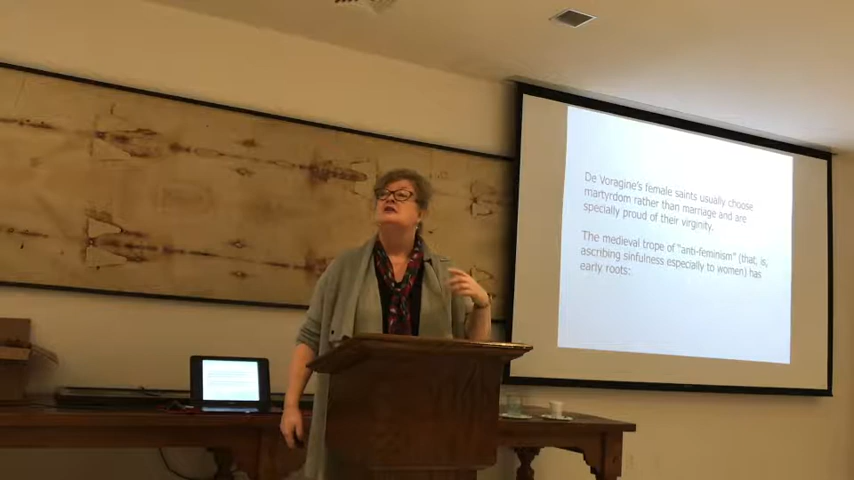 De Voragine's female saints usually choose
martyrdom rather than marriage and are
specially proud of their virginity.
The medieval trope of "anti-feminism" (that, is,
ascribing sinfulness especially to women) has
early roots: